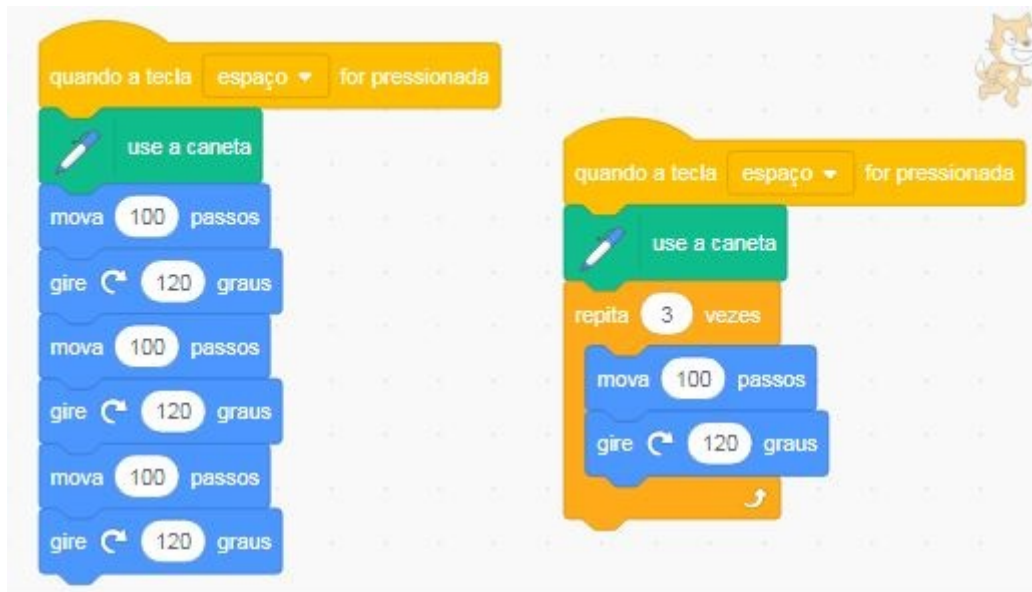 quando a tecla espaço for pressionada
use a caneta
mova 100 passos
gire 120 graus
mova 100 passos
gire 120 graus
mova 100 passos
gire 120 graus
quando a tecla espaço for pressionada
use a caneta
repita 3 vezes
mova 100 passos
gire 120 graus